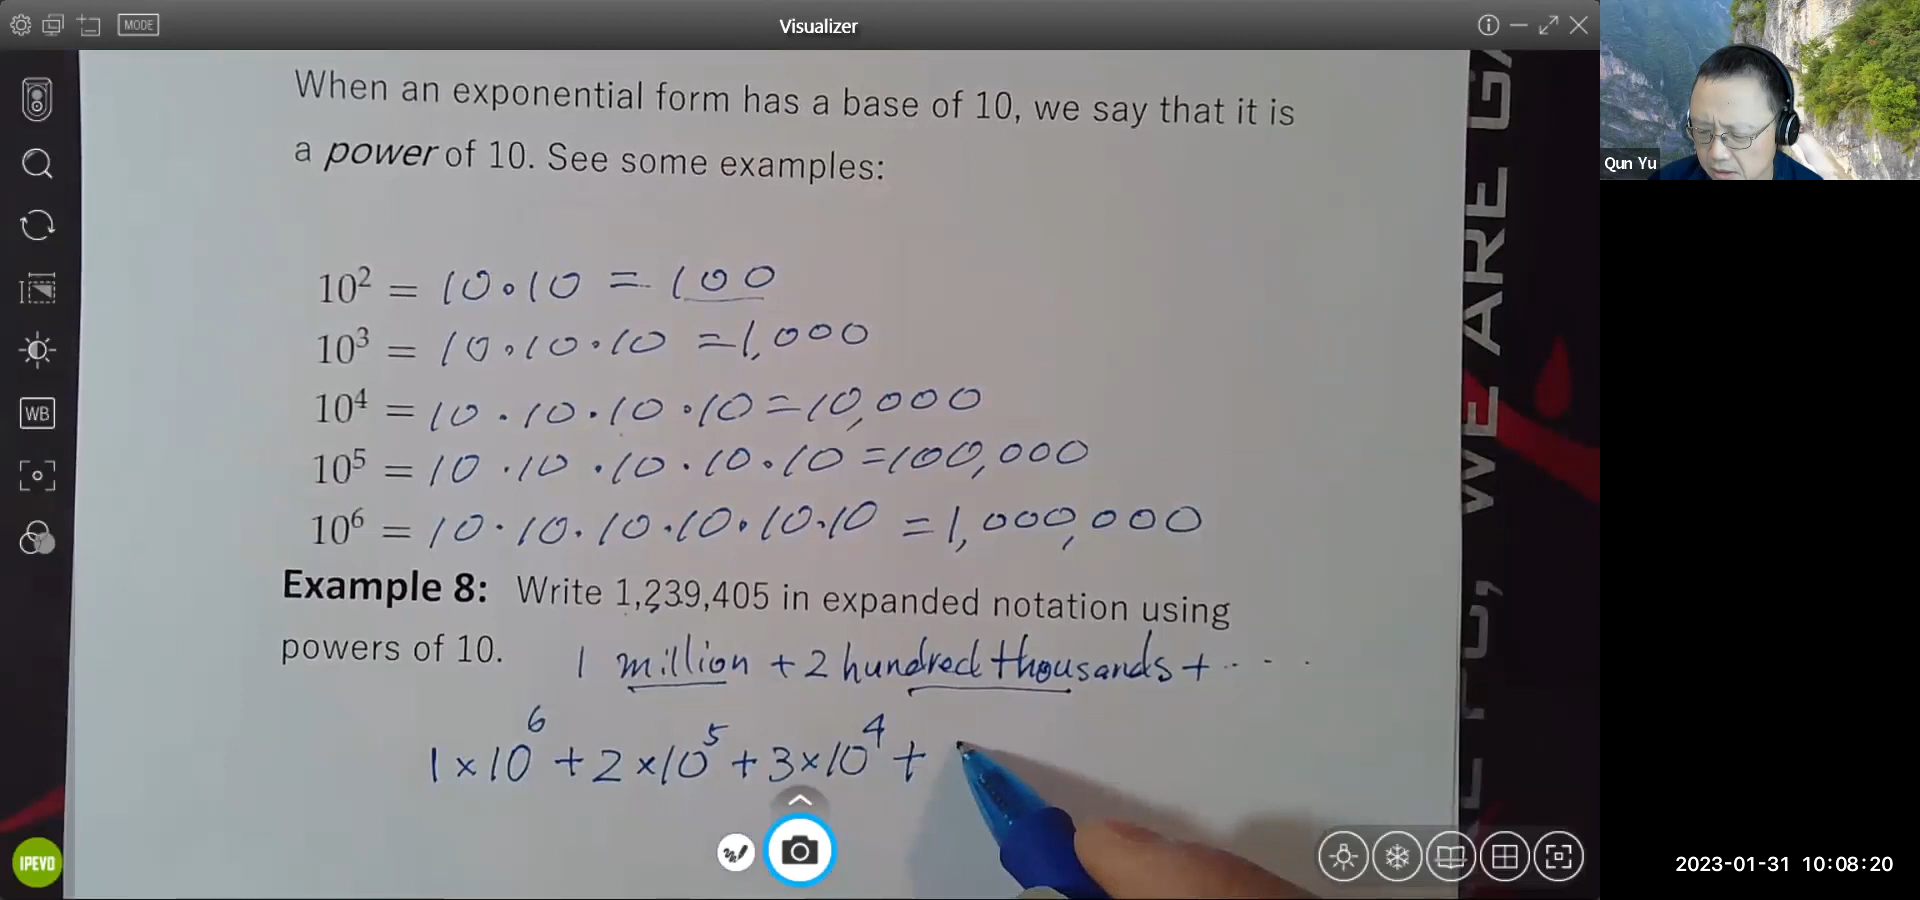 MODE
Visualizer
When an exponential form has a base of 10, we say that it is
a power of 10. See some examples:
10² = 10·10 = 100
10³ = 10·10·10 = 1,000
10⁴ = 10·10·10·10 = 10,000
10⁵ = 10·10·10·10·10 = 100,000
10⁶ = 10·10·10·10·10·10 = 1,000,000
Example 8: Write 1,239,405 in expanded notation using
powers of 10. 1 million + 2 hundred thousands + ....
1 × 10⁶ + 2 × 10⁵ + 3 × 10⁴ +
WE ARE
WB
IPEVO
Qun Yu
2023-01-31 10:08:20